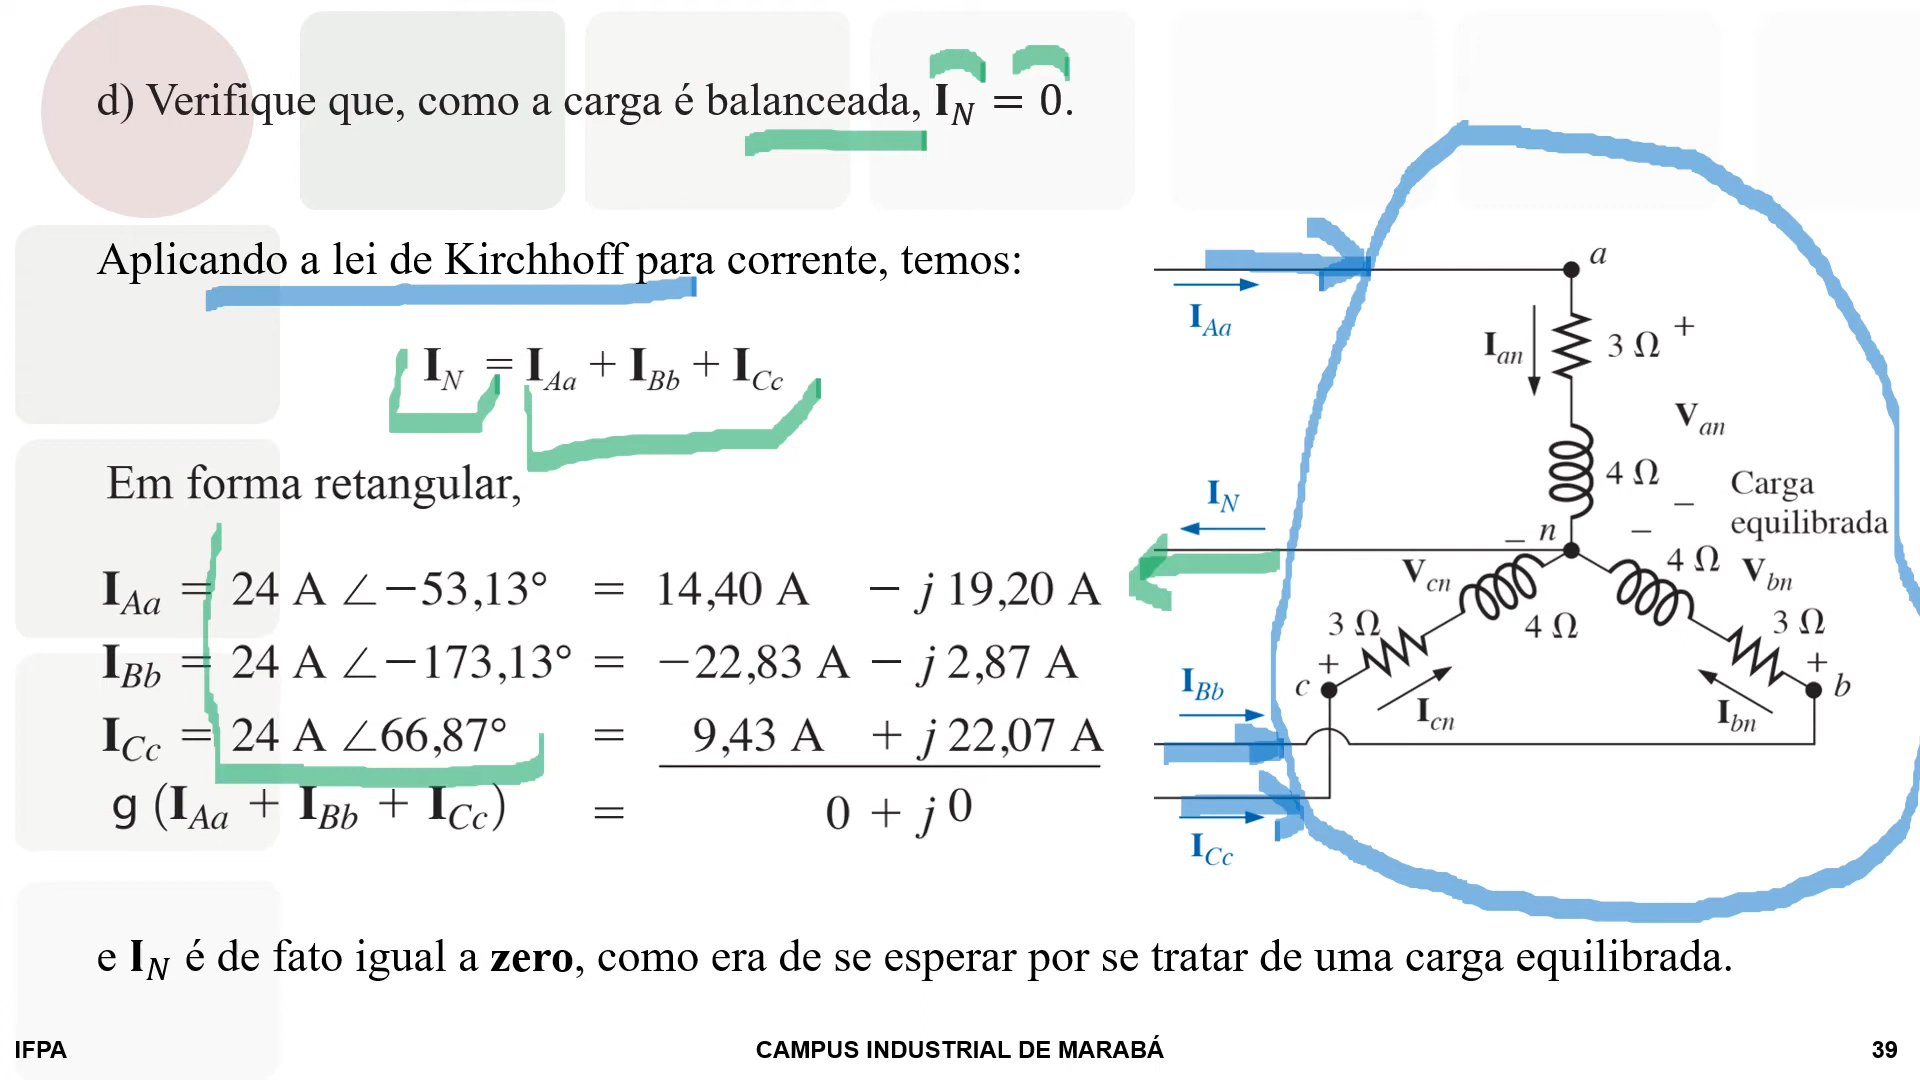 d) Verifique que, como a carga é balanceada, I_N = 0.
Aplicando a lei de Kirchhoff para corrente, temos:
I_N = I_Aa + I_Bb + I_Cc
Em forma retangular,
I_Aa = 24 A ∠−53,13° = 14,40 A − j 19,20 A
I_Bb = 24 A ∠−173,13° = −22,83 A − j 2,87 A
I_Cc = 24 A ∠66,87° = 9,43 A + j 22,07 A
g (I_Aa + I_Bb + I_Cc) = 0 + j 0
a
I_Aa
I_an
3 Ω +
V_an
4 Ω
−
Carga
equilibrada
I_N
− n −
V_cn
4 Ω V_bn
3 Ω
4 Ω
3 Ω
+
+
c
b
I_Bb
I_cn
I_bn
I_Cc
e I_N é de fato igual a zero, como era de se esperar por se tratar de uma carga equilibrada.
IFPA
CAMPUS INDUSTRIAL DE MARABÁ
39